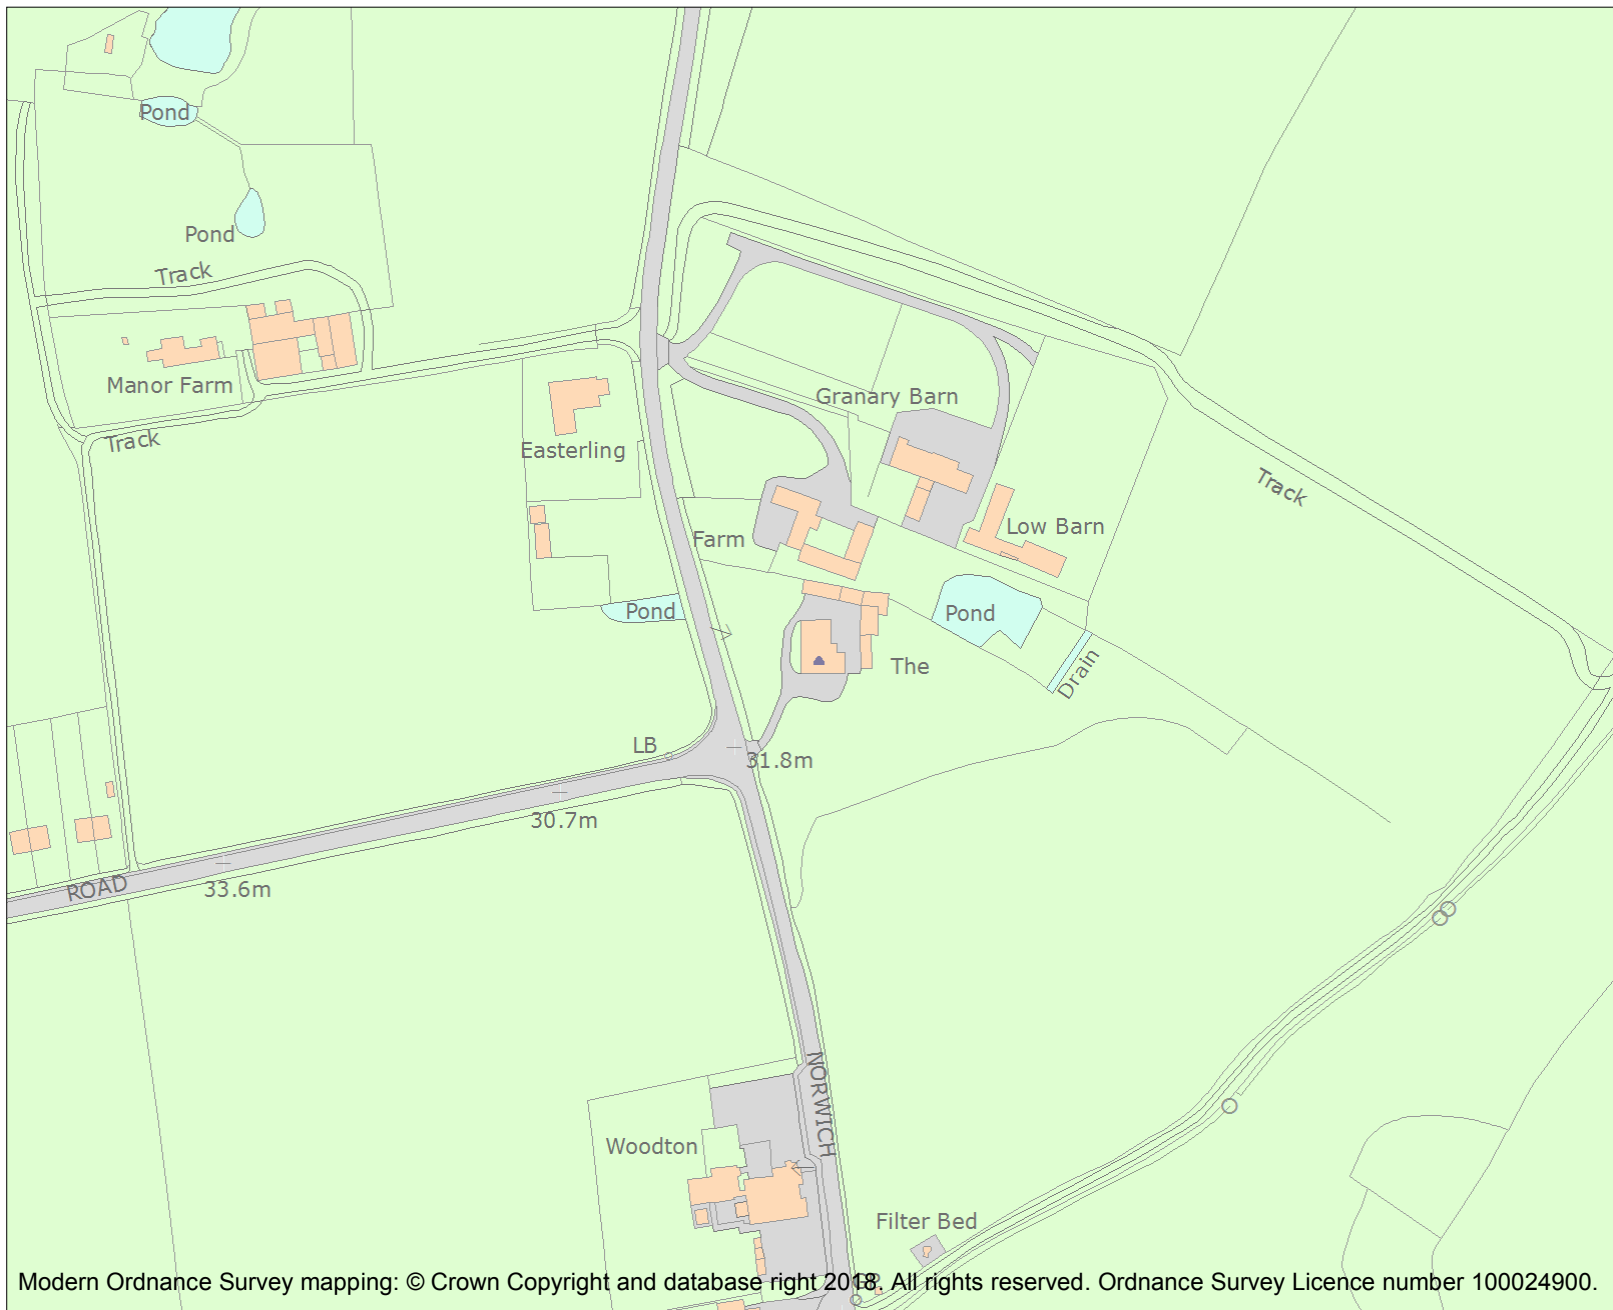 Pond
Pond
Track
Manor Farm
Track
Easterling
Granary Barn
Track
Low Barn
Farm
Pond
Pond
The
Drain
LB
31.8m
30.7m
ROAD
33.6m
NORWICH
Woodton
Filter Bed
Modern Ordnance Survey mapping: © Crown Copyright and database right 2018. All rights reserved. Ordnance Survey Licence number 100024900.